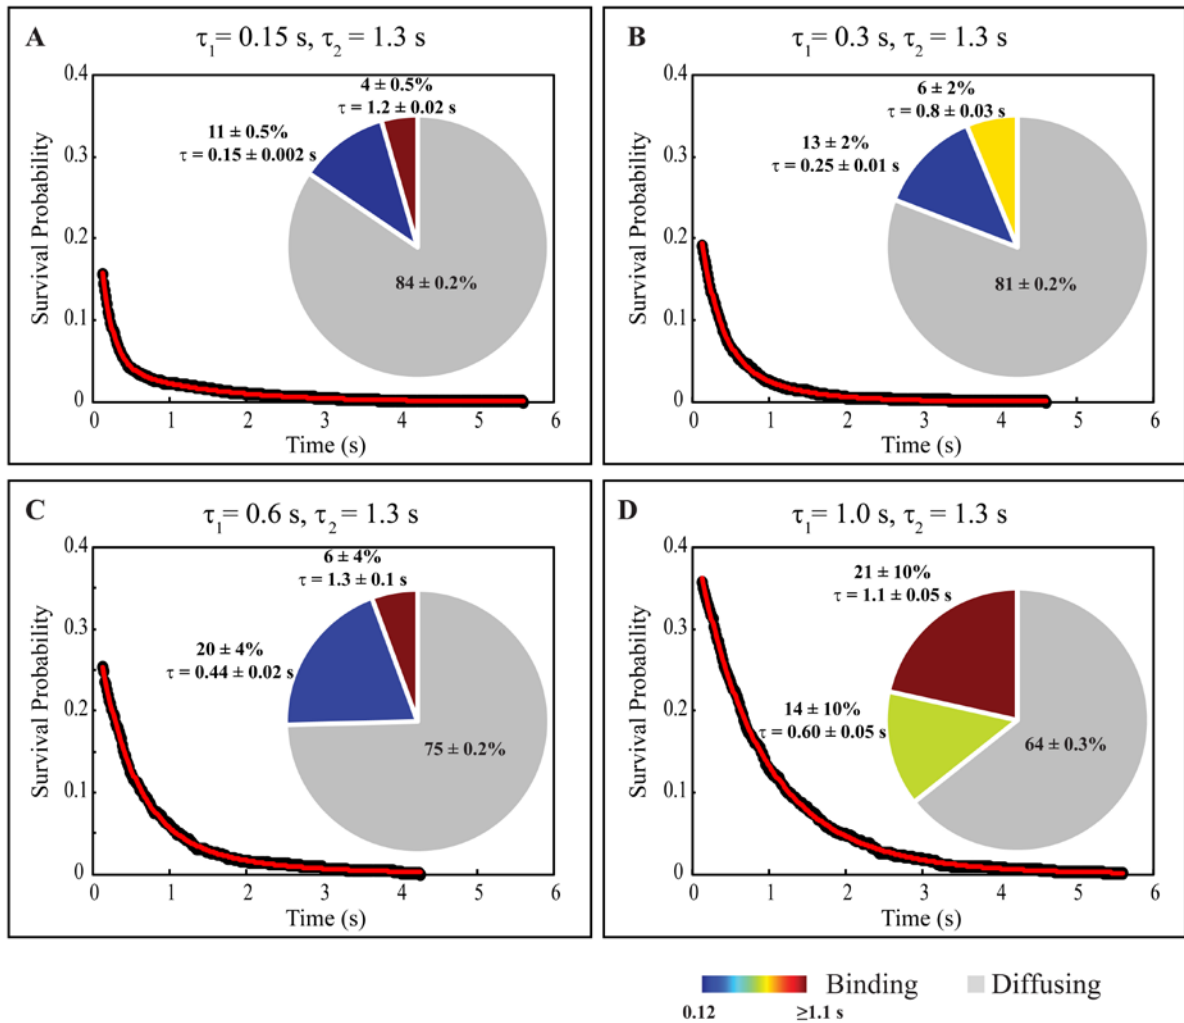 A
τ1= 0.15 s, τ2 = 1.3 s
Survival Probability
0.4
0.3
0.2
0.1
0
4 ± 0.5%
τ = 1.2 ± 0.02 s
11 ± 0.5%
τ = 0.15 ± 0.002 s
84 ± 0.2%
0 1 2 3 4 5 6
Time (s)
B
τ1= 0.3 s, τ2 = 1.3 s
Survival Probability
0.4
0.3
0.2
0.1
0
6 ± 2%
τ = 0.8 ± 0.03 s
13 ± 2%
τ = 0.25 ± 0.01 s
81 ± 0.2%
0 1 2 3 4 5 6
Time (s)
C
τ1= 0.6 s, τ2 = 1.3 s
Survival Probability
0.4
0.3
0.2
0.1
0
6 ± 4%
τ = 1.3 ± 0.1 s
20 ± 4%
τ = 0.44 ± 0.02 s
75 ± 0.2%
0 1 2 3 4 5 6
Time (s)
D
τ1= 1.0 s, τ2 = 1.3 s
Survival Probability
0.4
0.3
0.2
0.1
0
21 ± 10%
τ = 1.1 ± 0.05 s
14 ± 10%
τ = 0.60 ± 0.05 s
64 ± 0.3%
0 1 2 3 4 5 6
Time (s)
Binding Diffusing
0.12 ≥1.1 s